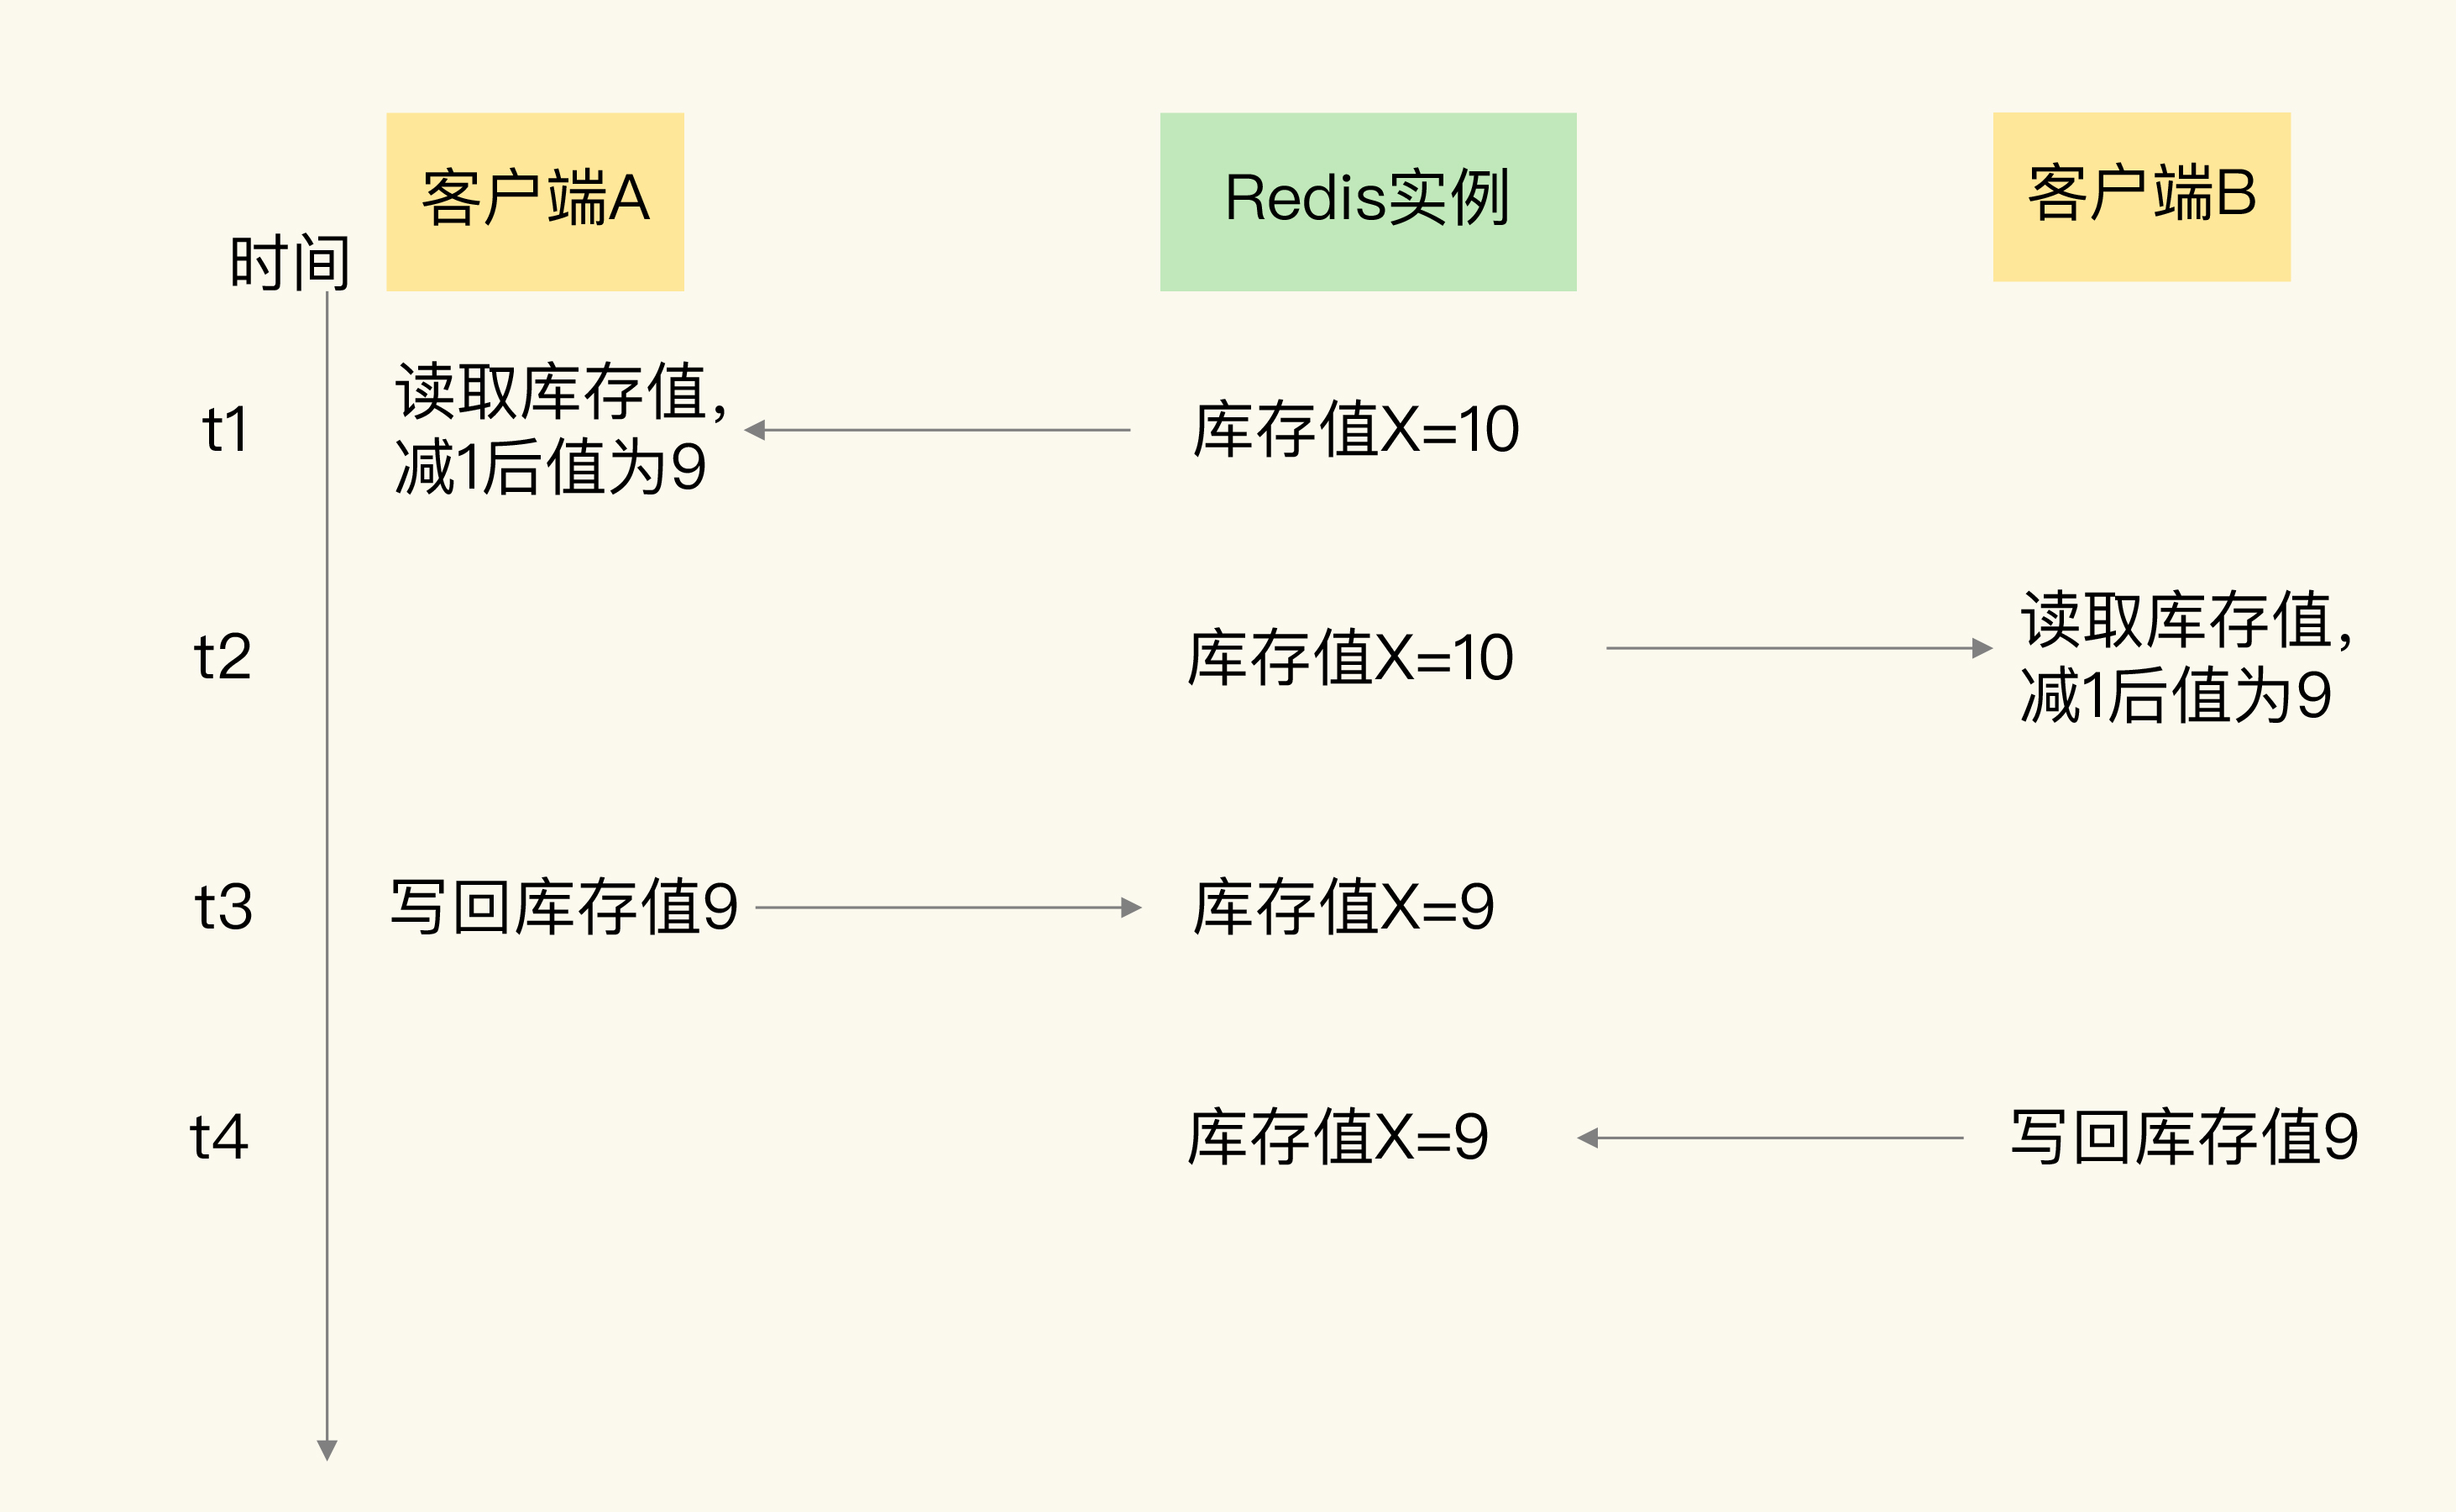 客户端A
Redis实例
客户端B
时间
t1
读取库存值,
减1后值为9
库存值X=10
t2
库存值X=10
读取库存值,
减1后值为9
t3
写回库存值9
库存值X=9
t4
库存值X=9
写回库存值9